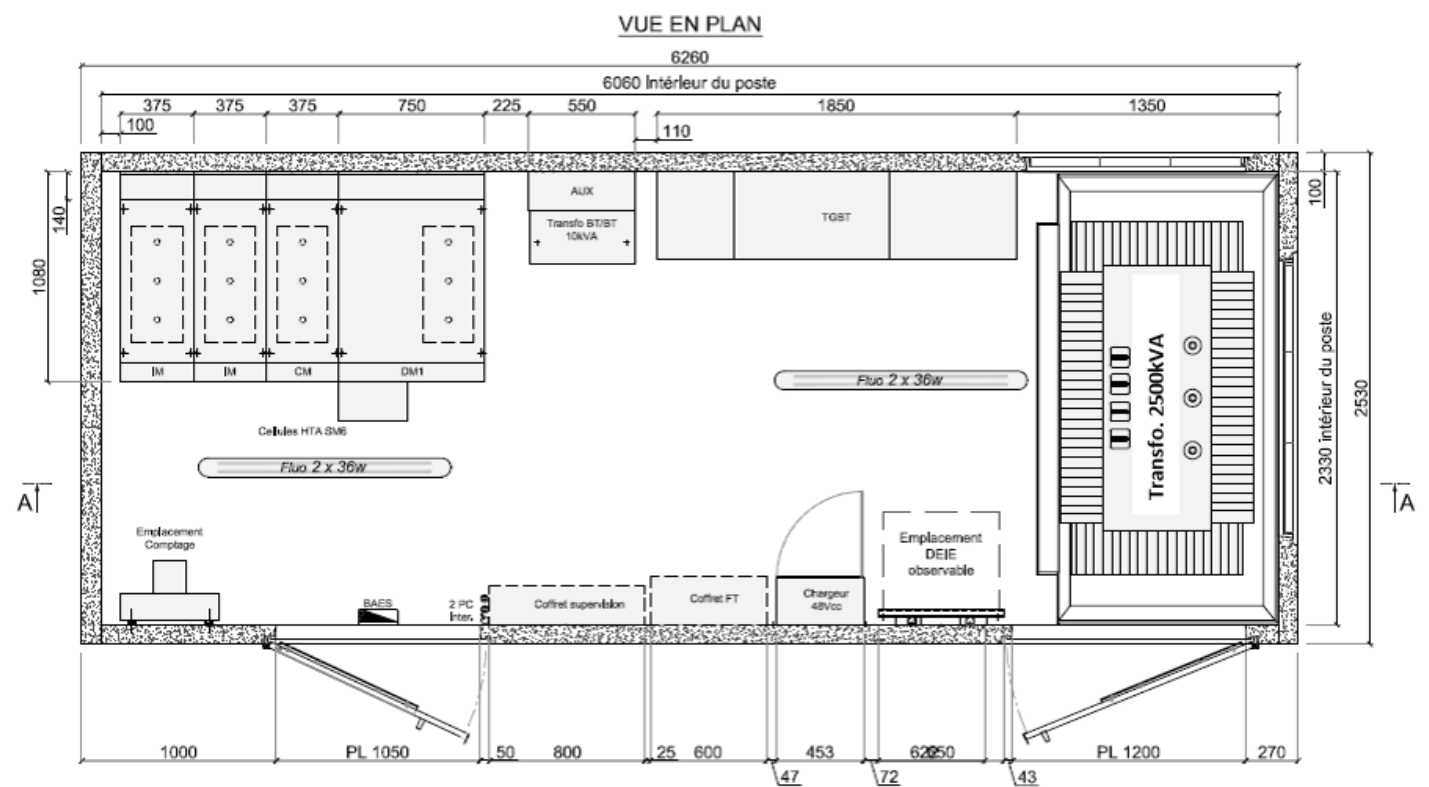 VUE EN PLAN
6260
6060 Intérieur du poste
375 375 375 750 225 550 1850 1350
100
110
100
140
1080
AUX
Transfo BT/BT
10kVA
TGBT
IM IM CM DM1
Cellules HTA SM6
Fluo 2 x 36w
Fluo 2 x 36w
Transfo. 2500kVA
2330 intérieur du poste
2530
A
A
Emplacement
Comptage
BAES
2 PC
Inter.
Coffret supervision
Coffret FT
Chargeur
48Vcc
Emplacement
DEIE
observable
1000 PL 1050 50 800 25 600 453 650 PL 1200 270
47 72 43